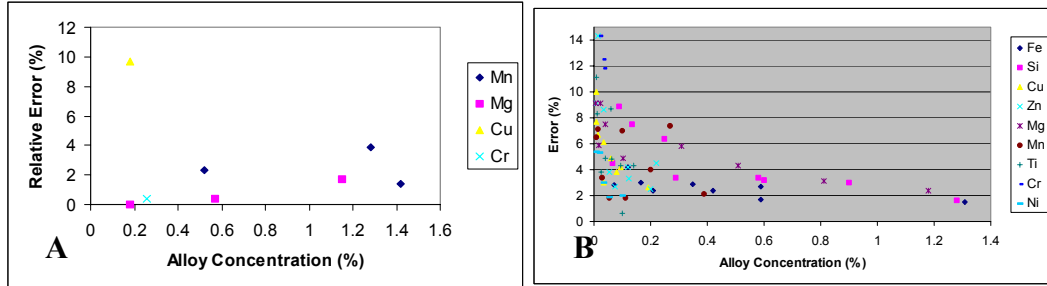 12
10
8
6
4
2
0
0 0.2 0.4 0.6 0.8 1 1.2 1.4 1.6
Relative Error (%)
Alloy Concentration (%)
A
Mn
Mg
Cu
Cr
14
12
10
8
6
4
2
0
0 0.2 0.4 0.6 0.8 1 1.2 1.4
Error (%)
Alloy Concentration (%)
B
Fe
Si
Cu
Zn
Mg
Mn
Ti
Cr
Ni